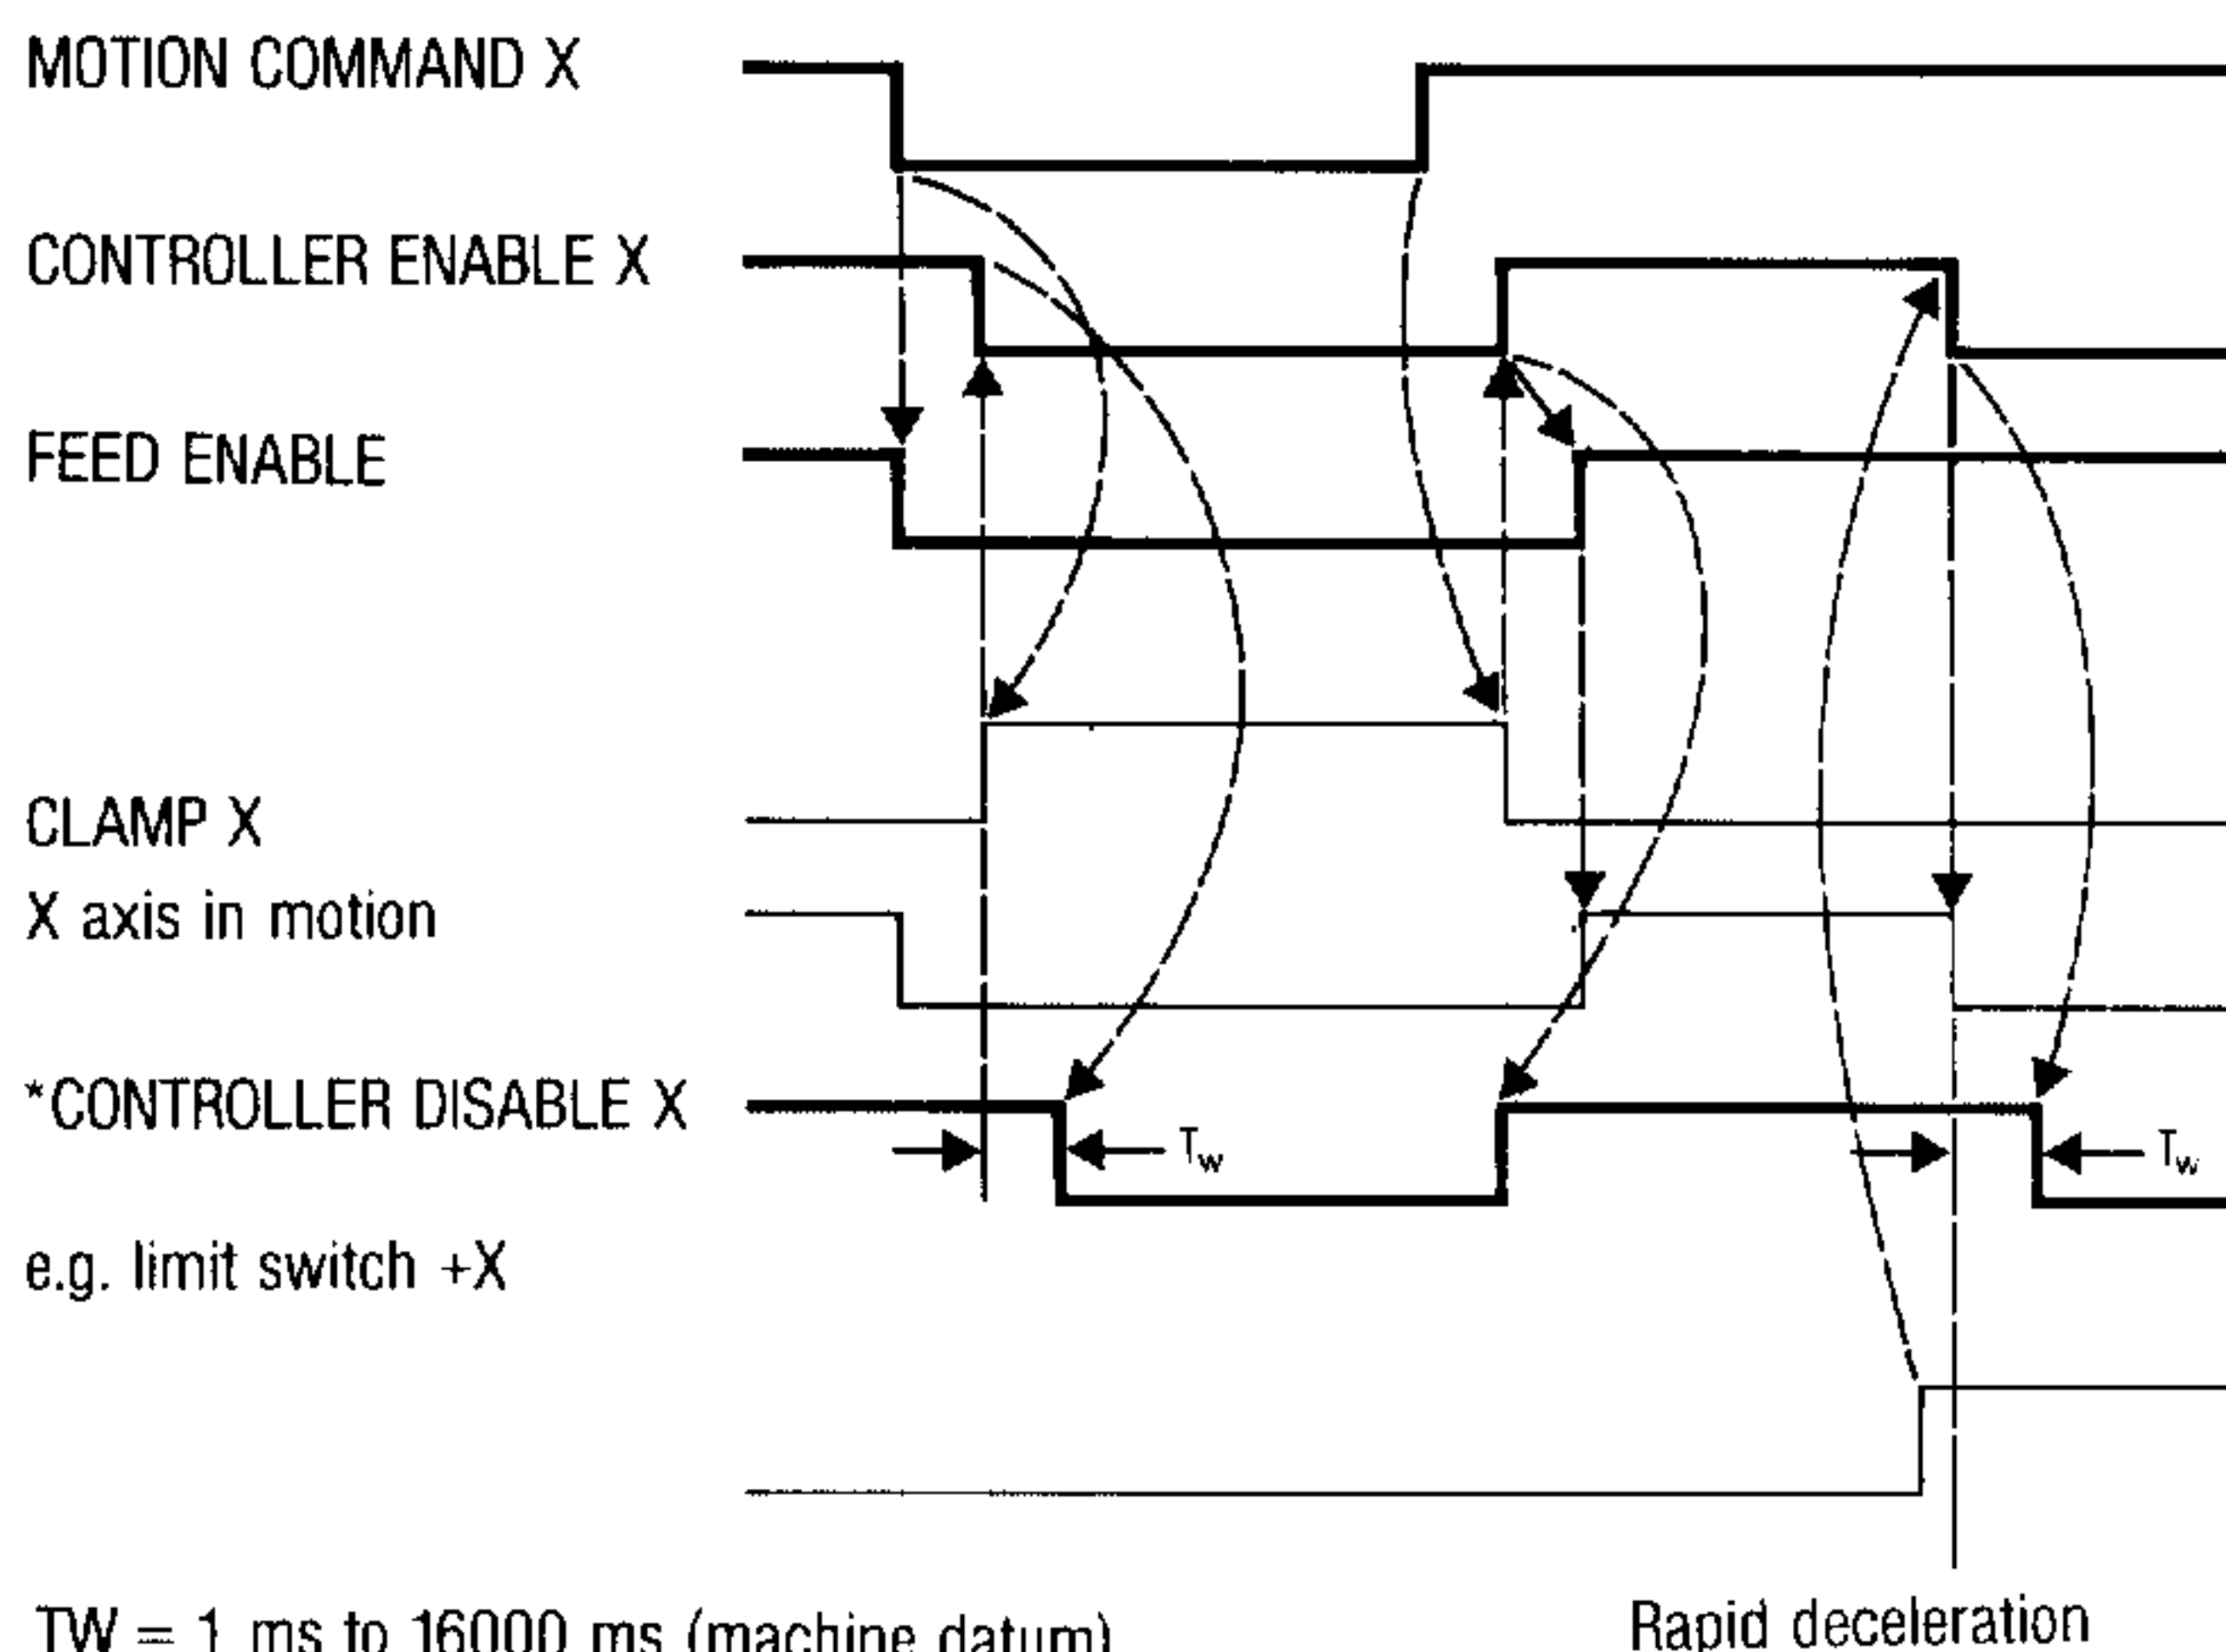 MOTION COMMAND X
CONTROLLER ENABLE X
FEED ENABLE
CLAMP X
X axis in motion
*CONTROLLER DISABLE X
Tw
Tw
e.g. limit switch +X
TW = 1 ms to 16000 ms (machine datum)
Rapid deceleration